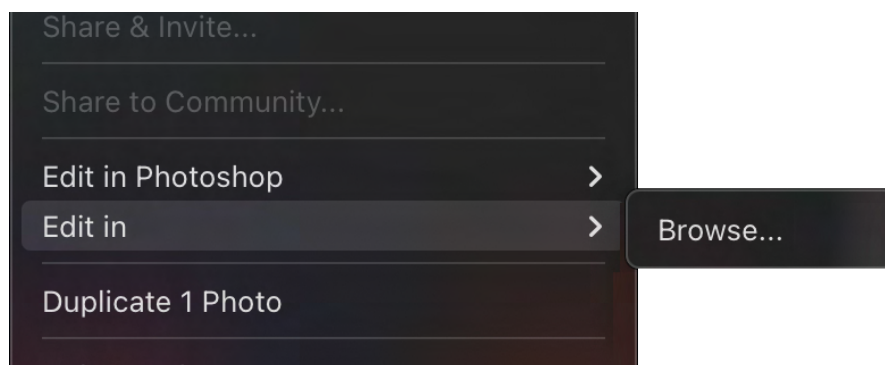 Share & Invite...
Share to Community...
Edit in Photoshop
Edit in
Browse...
Duplicate 1 Photo